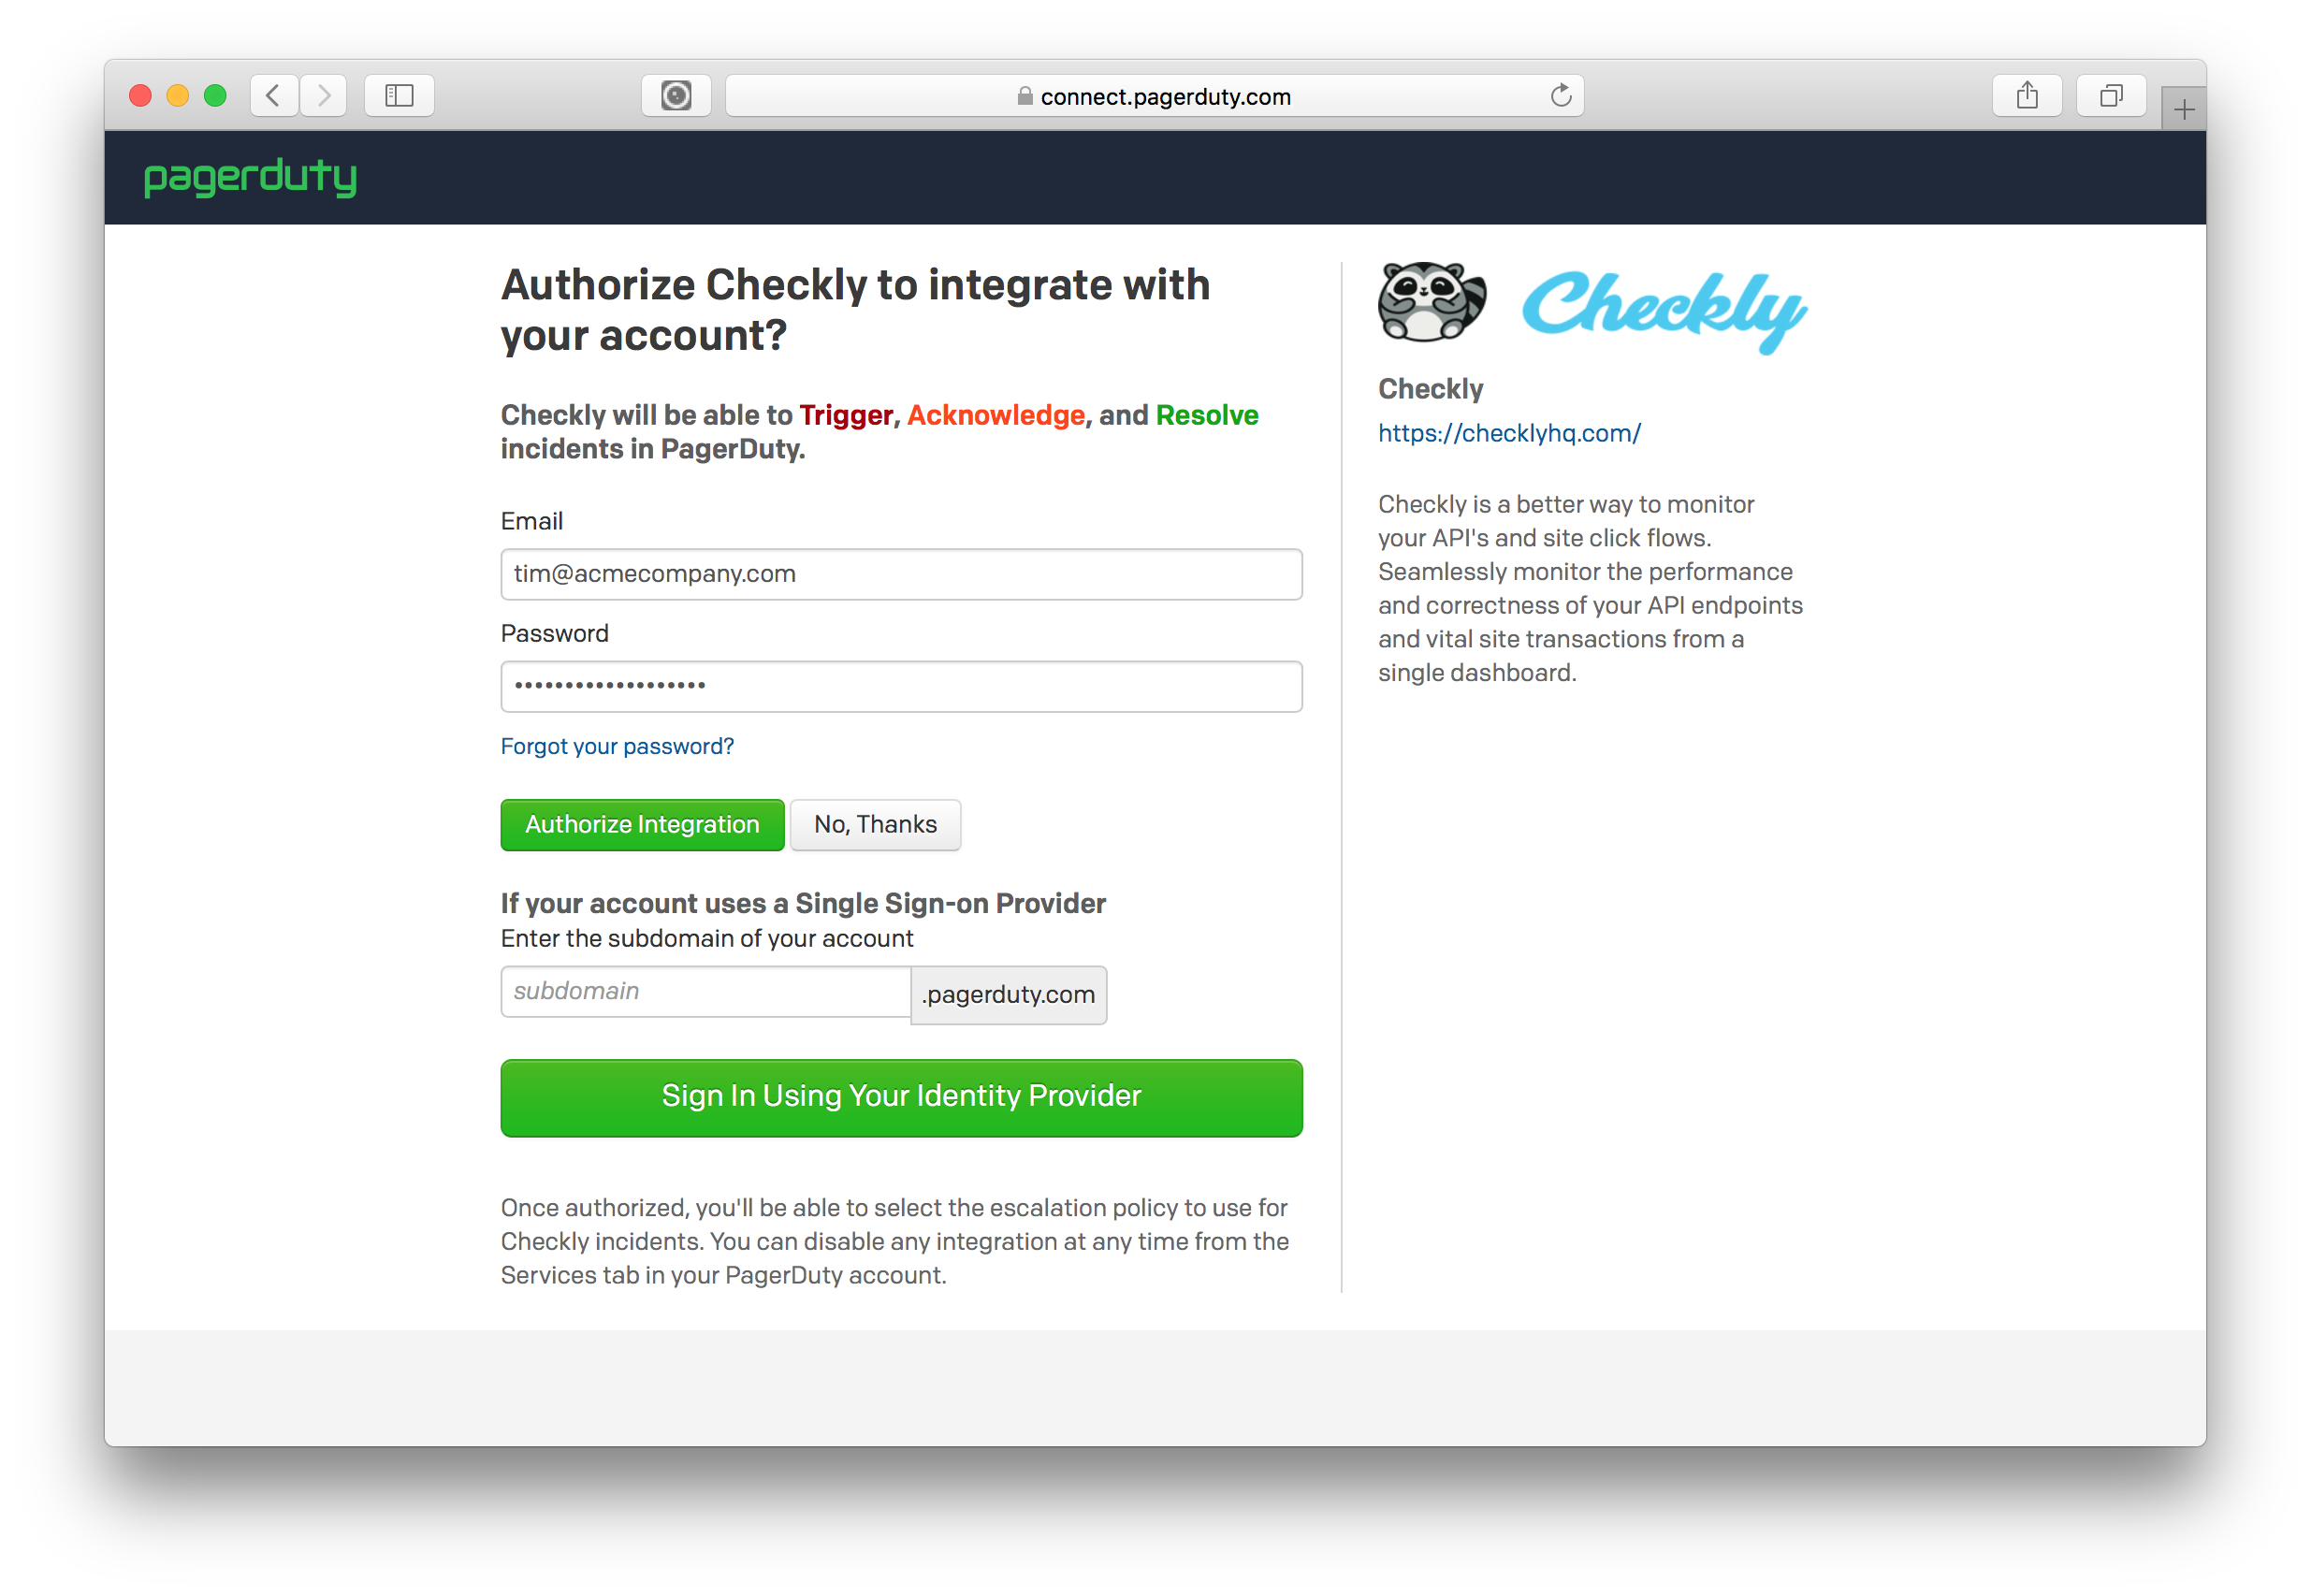 connect.pagerduty.com
pagerduty
Authorize Checkly to integrate with
your account?
Checkly will be able to Trigger, Acknowledge, and Resolve
incidents in PagerDuty.
Email
tim@acmecompany.com
Password
•••••••••••••••••••
Forgot your password?
Authorize Integration
No, Thanks
If your account uses a Single Sign-on Provider
Enter the subdomain of your account
subdomain
.pagerduty.com
Sign In Using Your Identity Provider
Once authorized, you'll be able to select the escalation policy to use for
Checkly incidents. You can disable any integration at any time from the
Services tab in your PagerDuty account.
Checkly
Checkly
https://checklyhq.com/
Checkly is a better way to monitor
your API's and site click flows.
Seamlessly monitor the performance
and correctness of your API endpoints
and vital site transactions from a
single dashboard.